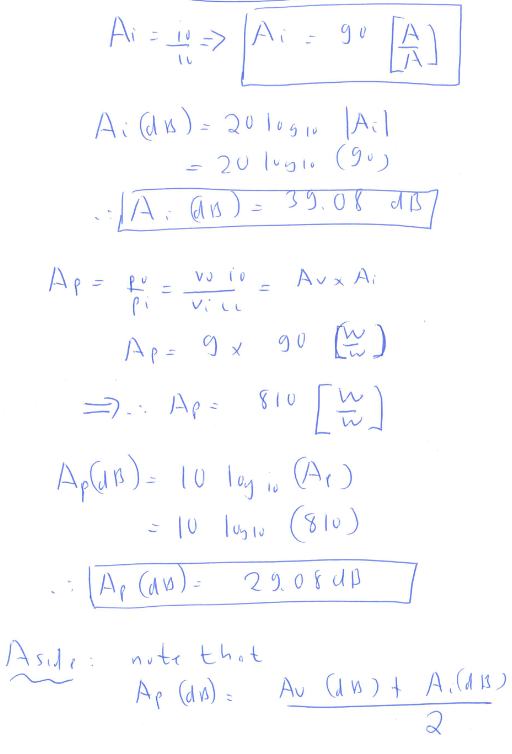 Ai = io/ii => Ai = 90 [A/A]
Ai (dB) = 20 log10 |Ai|
= 20 log10 (90)
∴ Ai (dB) = 39.08 dB
Ap = po/pi = vo io/vi ii = Av x Ai
Ap = 9 x 90 [W/W]
=> ∴ Ap = 810 [W/W]
Ap(dB) = 10 log10 (Ap)
= 10 log10 (810)
∴ Ap (dB) = 29.08 dB
Aside: note that
Ap (dB) = Av (dB) + Ai (dB) / 2